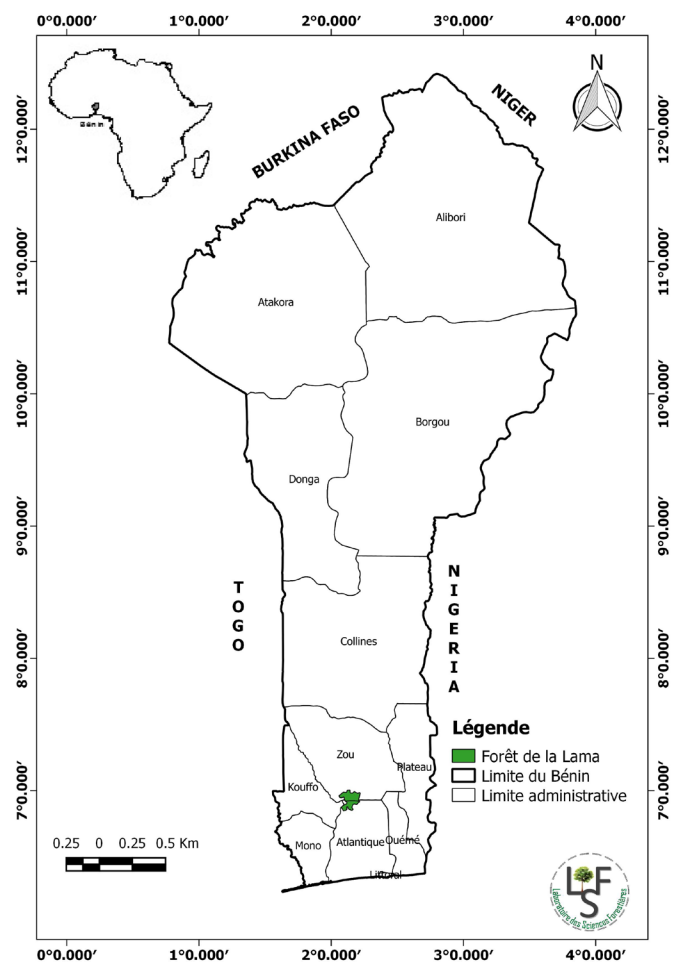 0°0.000′ 1°0.000′ 2°0.000′ 3°0.000′ 4°0.000′
N
Bénin
BURKINA FASO
NIGER
12°0.000′ 12°0.000′
Alibori
11°0.000′ 11°0.000′
Atakora
10°0.000′ 10°0.000′
Borgou
Donga
9°0.000′ 9°0.000′
TOGO
NIGERIA
Collines
8°0.000′ 8°0.000′
Légende
Zou
Plateau
Forêt de la Lama
Limite du Bénin
Limite administrative
Kouffo
7°0.000′ 7°0.000′
0.25 0 0.25 0.5 Km
Mono
Atlantique
Ouémé
Littoral
LSF
Laboratoire des Sciences Forestières
0°0.000′ 1°0.000′ 2°0.000′ 3°0.000′ 4°0.000′